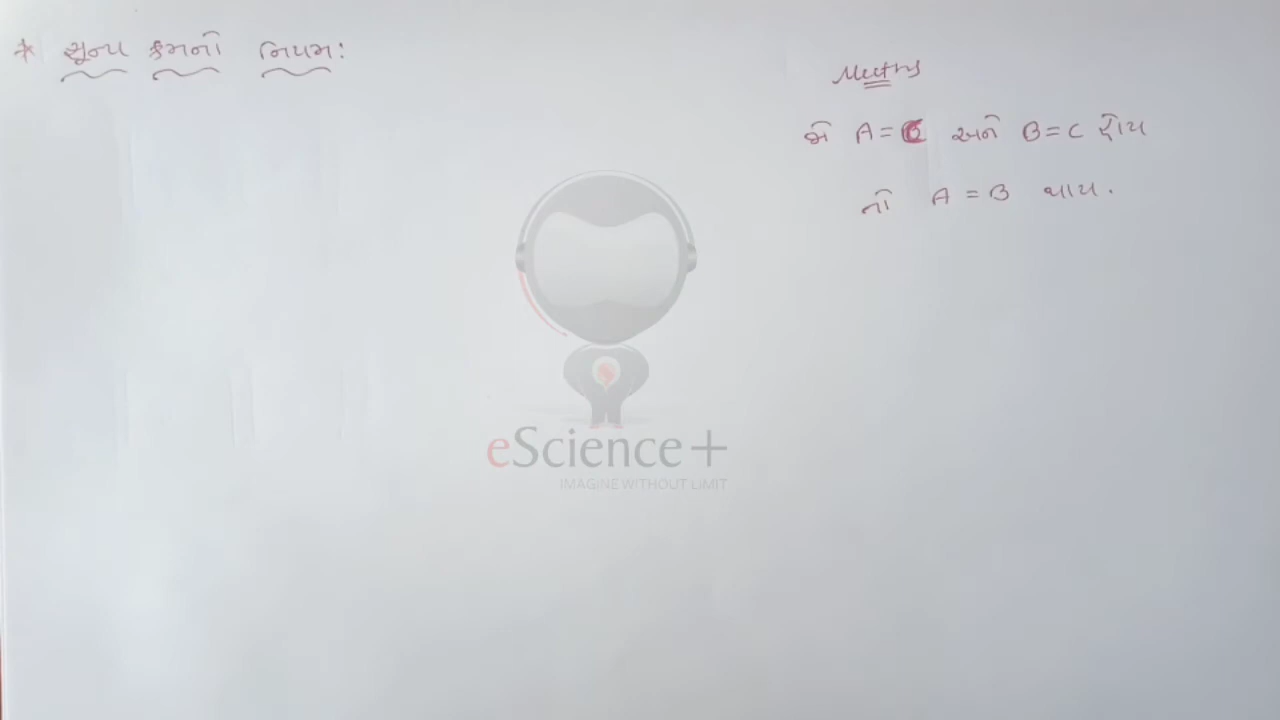 * શુન્ય ક્રમનો નિયમ:
Maths
જો A = C અને B = C હોય
તો A = B થાય.
eScience+
IMAGINE WITHOUT LIMIT